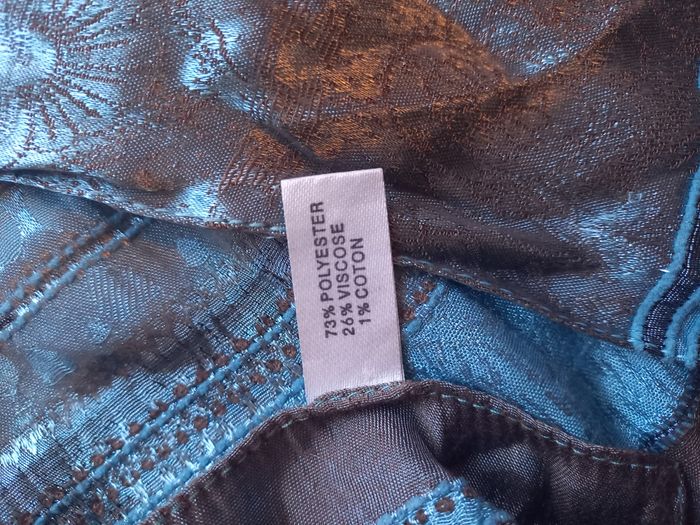 73% POLYESTER
26% VISCOSE
1% COTON